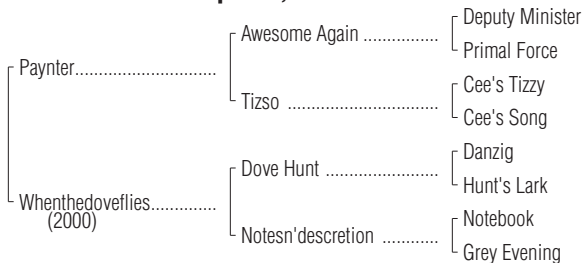 Deputy Minister
Awesome Again ................
Primal Force
Paynter..............................
Cee's Tizzy
Tizso ................................
Cee's Song
Danzig
Dove Hunt ........................
Hunt's Lark
Whenthedoveflies..............
(2000)
Notebook
Notesn'descretion ............
Grey Evening